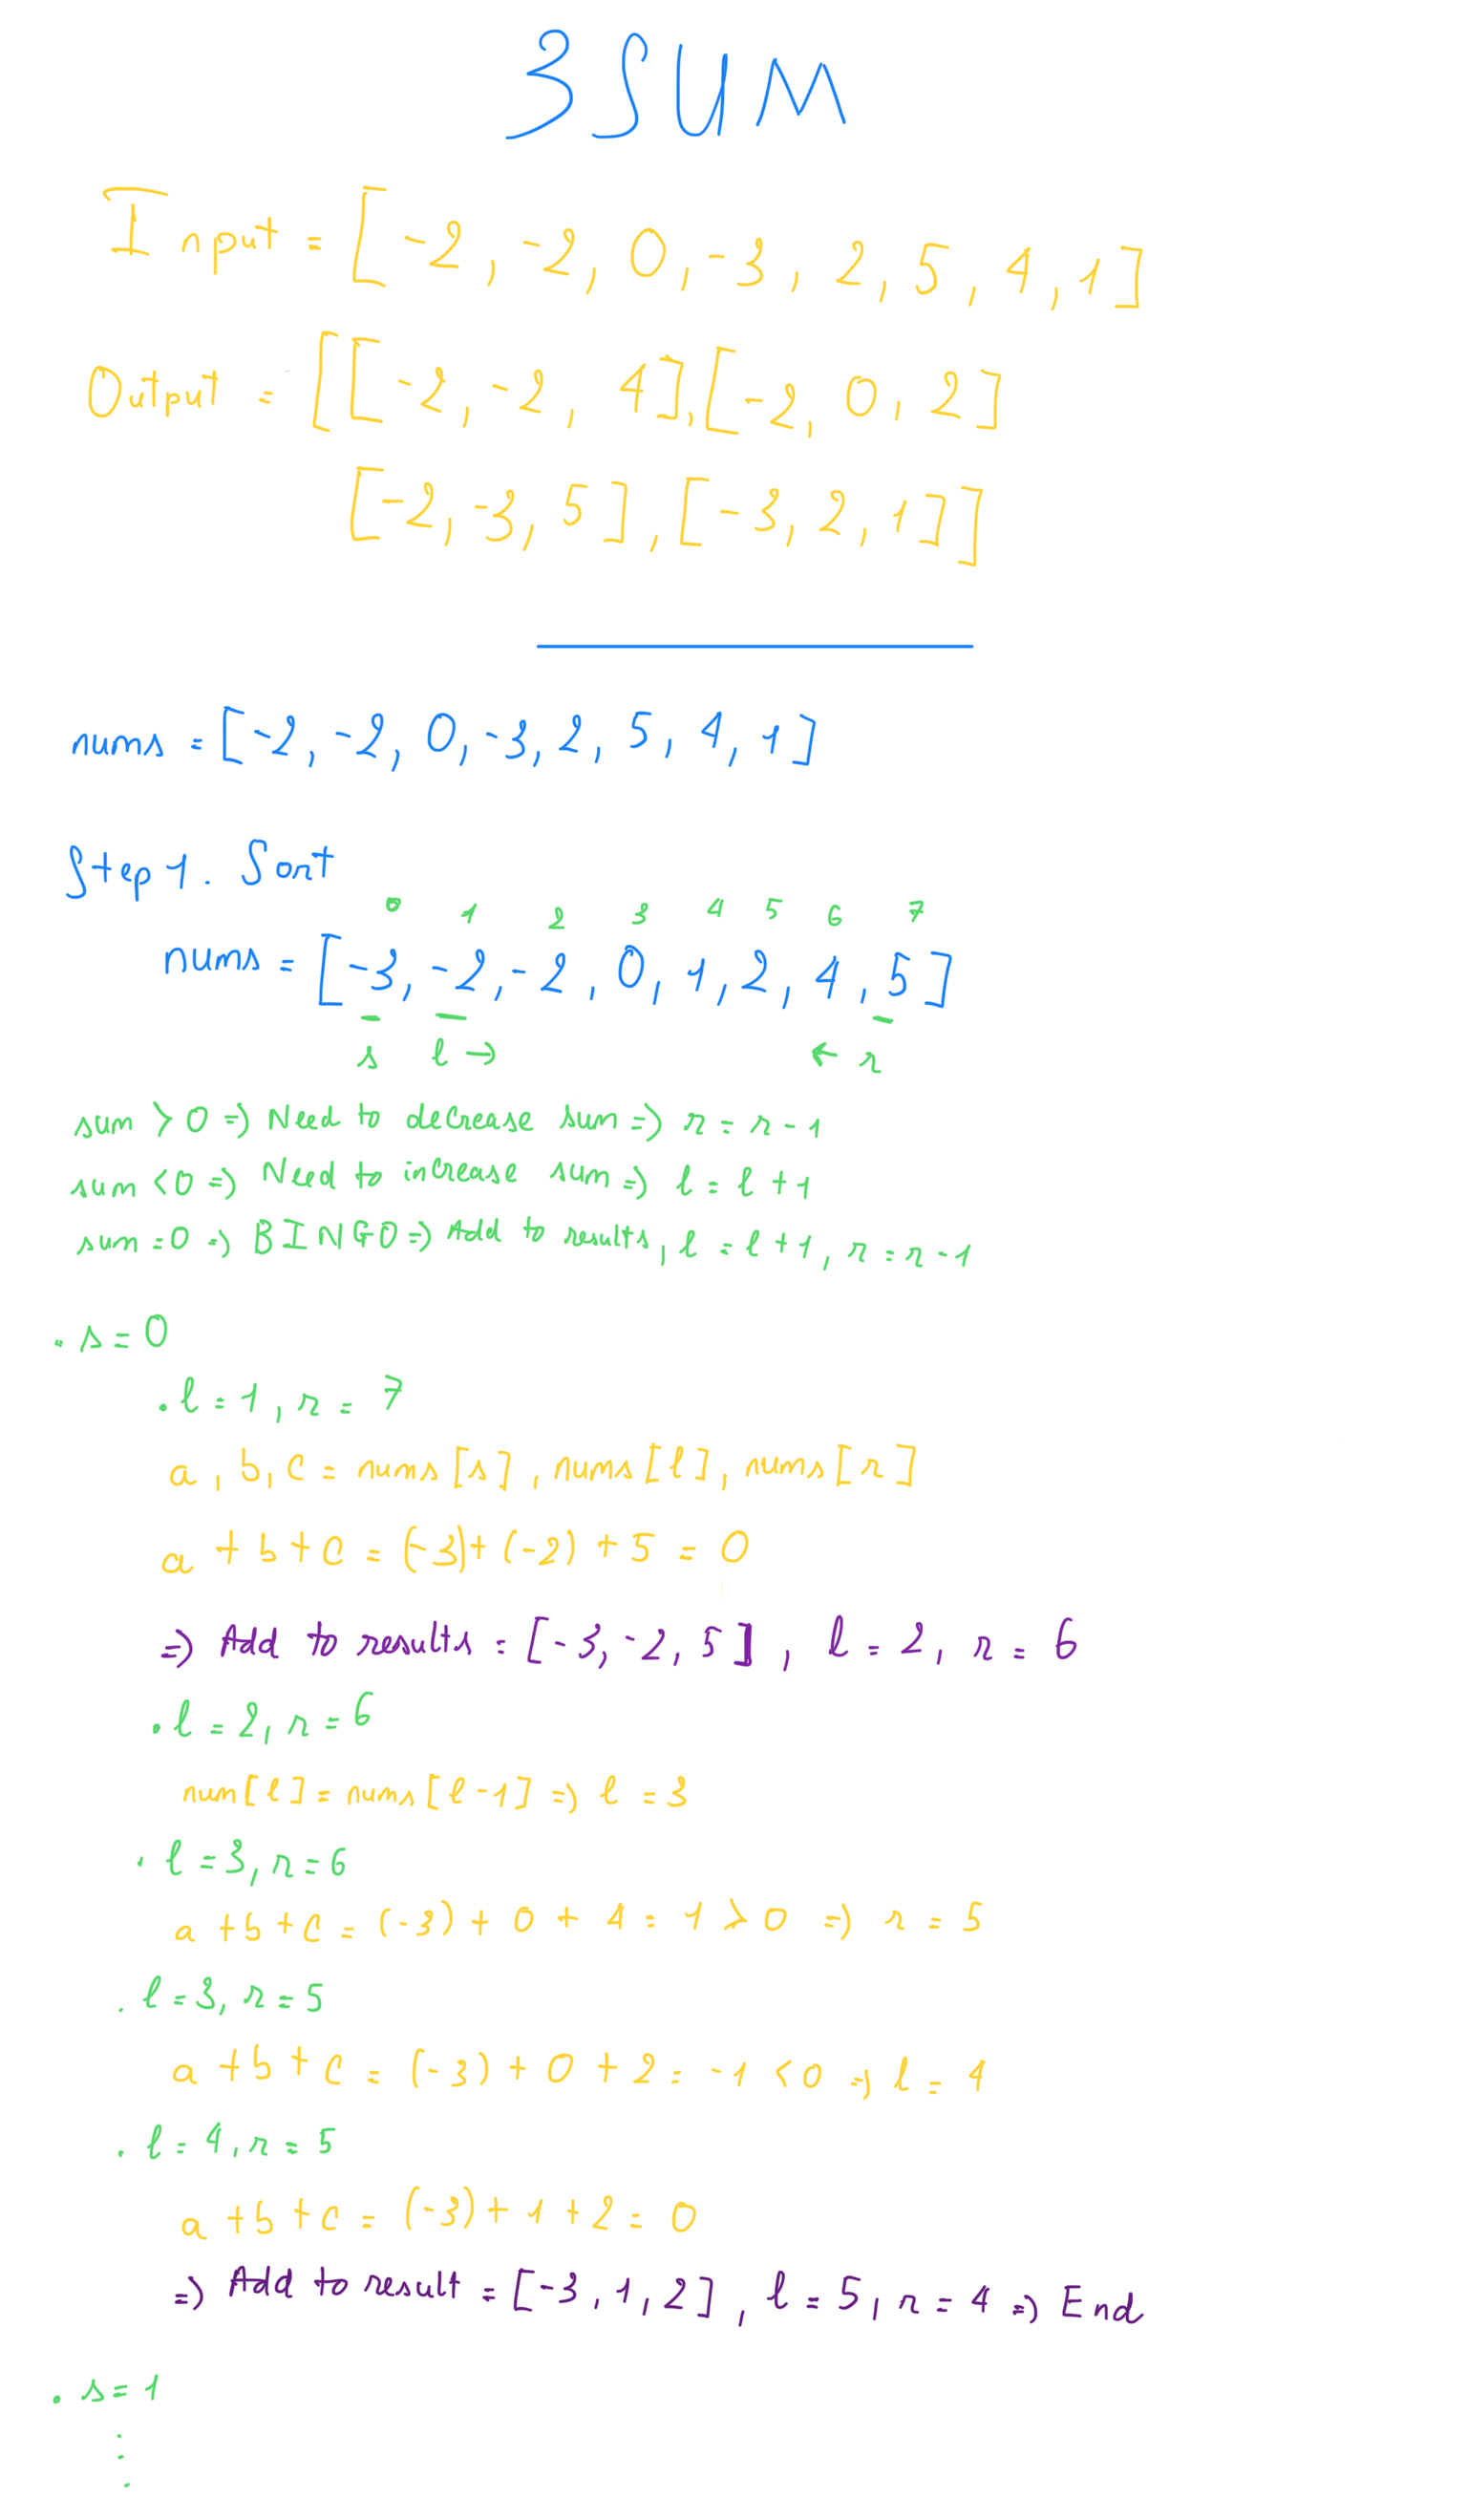 3 SUM
Input = [-2, -2, 0, -3, 2, 5, 4, 1]
Output = [[-2, -2, 4], [-2, 0, 2]
[-2, -3, 5], [-3, 2, 1]]
nums = [-2, -2, 0, -3, 2, 5, 4, 1]
Step 1. Sort
0 1 2 3 4 5 6 7
nums = [-3, -2, -2, 0, 1, 2, 4, 5]
s l → ← r
sum > 0 => Need to decrease sum => r = r - 1
sum < 0 => Need to increase sum => l = l + 1
sum = 0 => BINGO => Add to result, l = l + 1, r = r - 1
• s = 0
• l = 1, r = 7
a, b, c = nums[s], nums[l], nums[r]
a + b + c = (-3) + (-2) + 5 = 0
=> Add to results = [-3, -2, 5], l = 2, r = 6
• l = 2, r = 6
num[l] = nums[l-1] => l = 3
• l = 3, r = 6
a + b + c = (-3) + 0 + 4 = 1 > 0 => r = 5
• l = 3, r = 5
a + b + c = (-3) + 0 + 2 = -1 < 0 => l = 4
• l = 4, r = 5
a + b + c = (-3) + 1 + 2 = 0
=> Add to result = [-3, 1, 2], l = 5, r = 4 => End
• s = 1